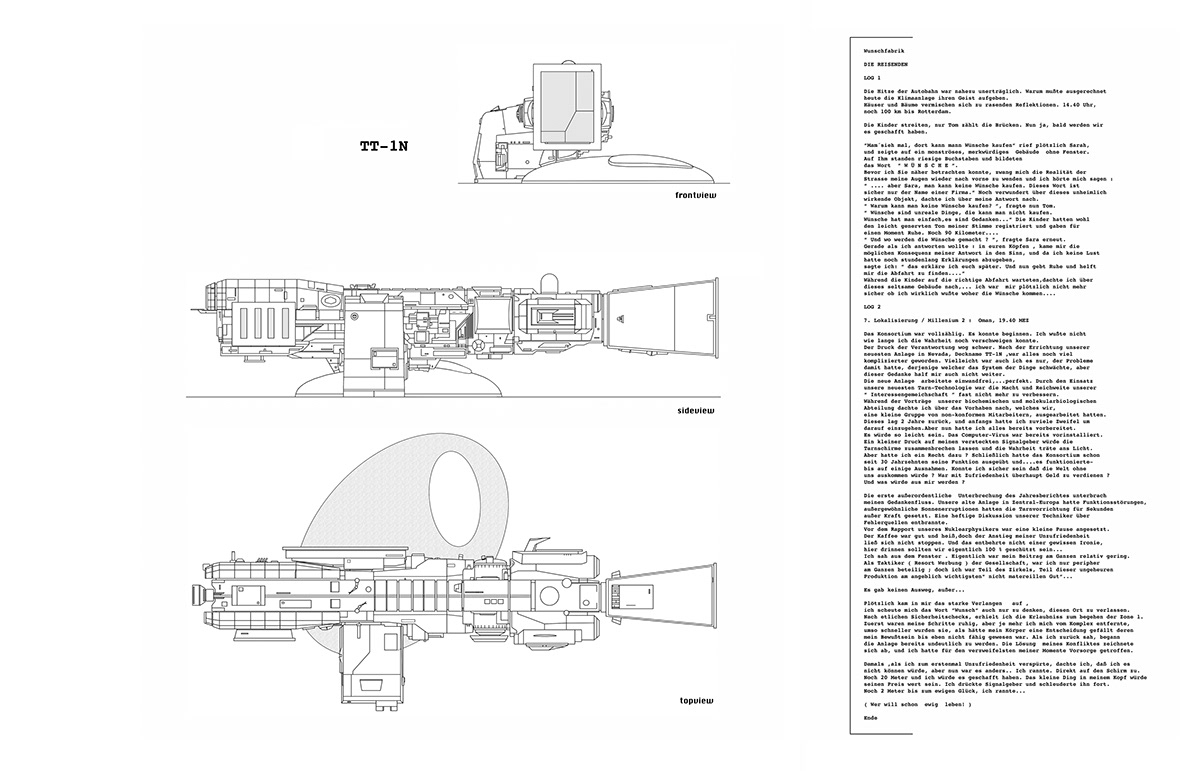 TT-1N
frontview
sideview
topview
Wunschfabrik
DIE REISENDEN
LOG 1
Die Hitze der Autobahn war nahezu unerträglich. Warum mußte ausgerechnet
heute die Klimaanlage ihren Geist aufgeben.
Häuser und Bäume vermischen sich zu rasenden Reflektionen. 14.40 Uhr,
noch 100 km bis Rotterdam.
Die Kinder streiten, nur Tom zählt die Brücken. Nun ja, bald werden wir
es geschafft haben.
"Mam´sieh mal, dort kann mann Wünsche kaufen" rief plötzlich Sarah,
und zeigte auf ein monströses, merkwürdiges Gebäude ohne Fenster.
Auf Ihm standen riesige Buchstaben und bildeten
das Wort " W Ü N S C H E ".
Bevor ich Sie näher betrachten konnte, zwang mich die Realität der
Strasse meine Augen wieder nach vorne zu wenden und ich hörte mich sagen :
" .... aber Sara, man kann keine Wünsche kaufen. Dieses Wort ist
sicher nur der Name einer Firma." Noch verwundert über dieses unheimlich
wirkende Objekt, dachte ich über meine Antwort nach.
" Warum kann man keine Wünsche kaufen? ", fragte nun Tom.
" Wünsche sind unreale Dinge, die kann man nicht kaufen.
Wünsche hat man einfach,es sind Gedanken..." Die Kinder hatten wohl
den leicht genervten Ton meiner Stimme registriert und gaben für
einen Moment Ruhe. Noch 90 Kilometer....
" Und wo werden die Wünsche gemacht ? ", fragte Sara erneut.
Gerade als ich antworten wollte : in euren Köpfen , kame mir die
möglichen Konsequenz meiner Antwort in den Sinn, und da ich keine Lust
hatte noch stundenlang Erklärungen abzugeben,
sagte ich: " das erkläre ich euch später. Und nun gebt Ruhe und helft
mir die Abfahrt zu finden...."
Während die Kinder auf die richtige Abfahrt warteten,dachte ich über
dieses seltsame Gebäude nach,... ich war mir plötzlich nicht mehr
sicher ob ich wirklich wußte woher die Wünsche kommen....
LOG 2
7. Lokalisierung / Millenium 2 : Oman, 19.40 MEZ
Das Konsortium war vollsählig. Es konnte beginnen. Ich wußte nicht
wie lange ich die Wahrheit noch verschweigen konnte.
Der Druck der Verantwortung wog schwer. Nach der Errichtung unserer
neuesten Anlage in Nevada, Deckname TT-1N ,war alles noch viel
komplizierter geworden. Vielleicht war auch ich es nur, der Probleme
damit hatte, derjenige welcher das System der Dinge schwächte, aber
dieser Gedanke half mir auch nicht weiter.
Die neue Anlage arbeitete einwandfrei,...perfekt. Durch den Einsatz
unsere neuesten Tarn-Technologie war die Macht und Reichweite unserer
" Interessengemeichschaft " fast nicht mehr zu verbessern.
Während der Vorträge unserer biochemischen und molekularbiologischen
Abteilung dachte ich über das Vorhaben nach, welches wir,
eine kleine Gruppe von non-konformen Mitarbeitern, ausgearbeitet hatten.
Dieses lag 2 Jahre zurück, und anfangs hatte ich zuviele Zweifel um
darauf einzugehen.Aber nun hatte ich alles bereits vorbereitet.
Es würde so leicht sein. Das Computer-Virus war bereits vorinstalliert.
Ein kleiner Druck auf meinen versteckten Signalgeber würde die
Tarnschirme zusammenbrechen lassen und die Wahrheit träte ans Licht.
Aber hatte ich ein Recht dazu ? Schließlich hatte das Konsortium schon
seit 30 Jahrsehnten seine Funktion ausgeübt und....es funktionierte-
bis auf einige Ausnahmen. Konnte ich sicher sein daß die Welt ohne
uns auskommen würde ? War mit Zufriedenheit überhaupt Geld zu verdienen ?
Und was würde aus mir werden ?
Die erste außerordentliche Unterbrechung des Jahresberichtes unterbrach
meinen Gedankenfluss. Unsere alte Anlage in Zentral-Europa hatte Funktionsstörungen,
außergewöhnliche Sonnenerruptionen hatten die Tarnvorrichtung für Sekunden
außer Kraft gesetzt. Eine heftige Diskussion unserer Techniker über
Fehlerquellen entbrannte.
Vor dem Rapport unseres Nuklearphysikers war eine kleine Pause angesetzt.
Der Kaffee war gut und heiß,doch der Anstieg meiner Unzufriedenheit
ließ sich nicht stoppen. Und das entbehrte nicht einer gewissen Ironie,
hier drinnen sollten wir eigentlich 100 % geschützt sein...
Ich sah aus dem Fenster . Eigentlich war mein Beitrag am Ganzen relativ gering.
Als Taktiker ( Resort Werbung ) der Gesellschaft, war ich nur peripher
am Ganzen beteilig ; doch ich war Teil des Zirkels, Teil dieser ungeheuren
Produktion am angeblich wichtigsten" nicht matereillen Gut"...
Es gab keinen Ausweg, außer...
Plötzlich kam in mir das starke Verlangen auf ,
ich scheute mich das Wort "Wunsch" auch nur zu denken, diesen Ort zu verlassen.
Nach etlichen Sicherheitschecks, erhielt ich die Erlaubniss zum begehen der Zone 1.
Zuerst waren meine Schritte ruhig, aber je mehr ich mich vom Komplex entfernte,
umso schneller wurden sie, als hätte mein Körper eine Entscheidung gefällt deren
mein Bewußtsein bis eben nicht fähig gewesen war. Als ich zurück sah, begann
die Anlage bereits undeutlich zu werden. Die Lösung meines Konfliktes zeichnete
sich ab, und ich hatte für den verzweifelsten meiner Momente Vorsorge getroffen.
Damals ,als ich zum erstenmal Unzufriedenheit verspürte, dachte ich, daß ich es
nicht können würde, aber nun war es anders.. Ich rannte. Direkt auf den Schirm zu.
Noch 20 Meter und ich würde es geschafft haben. Das kleine Ding in meinem Kopf würde
seinen Preis wert sein. Ich drückte Signalgeber und schleuderte ihn fort.
Noch 2 Meter bis zum ewigen Glück, ich rannte...
( Wer will schon ewig leben! )
Ende